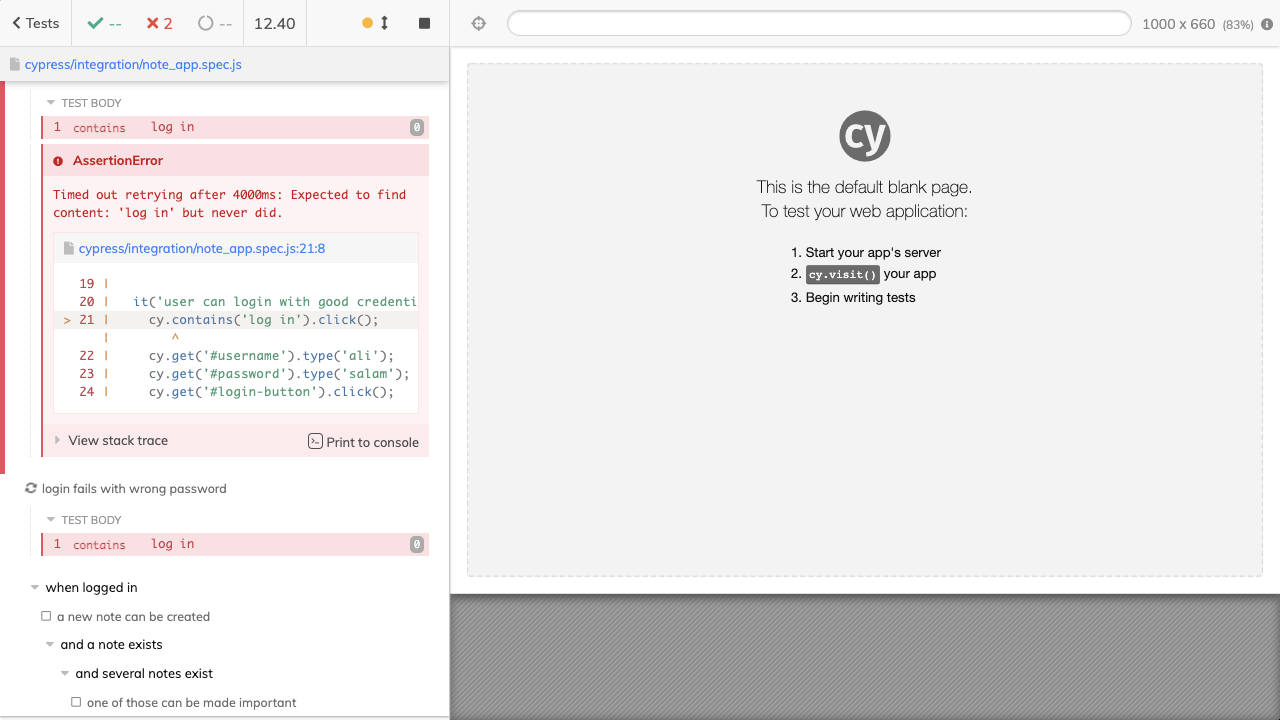 Tests
--
2
--
12.40
1000 x 660 (83%)
cypress/integration/note_app.spec.js
TEST BODY
1 contains log in 0
AssertionError
Timed out retrying after 4000ms: Expected to find
content: 'log in' but never did.
cypress/integration/note_app.spec.js:21:8
19 |
20 | it('user can login with good credenti
> 21 | cy.contains('log in').click();
| ^
22 | cy.get('#username').type('ali');
23 | cy.get('#password').type('salam');
24 | cy.get('#login-button').click();
View stack trace
Print to console
login fails with wrong password
TEST BODY
1 contains log in 0
when logged in
a new note can be created
and a note exists
and several notes exist
one of those can be made important
cy
This is the default blank page.
To test your web application:
1. Start your app's server
2. cy.visit() your app
3. Begin writing tests